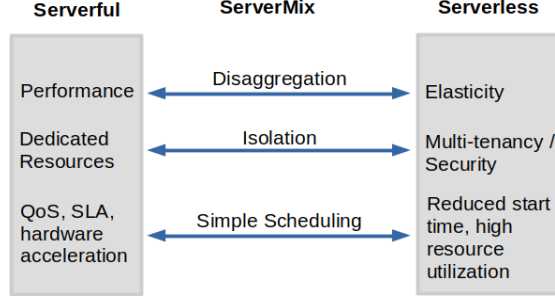 Serverful
ServerMix
Serverless
Performance
Disaggregation
Elasticity
Dedicated
Resources
Isolation
Multi-tenancy /
Security
QoS, SLA,
hardware
acceleration
Simple Scheduling
Reduced start
time, high
resource
utilization